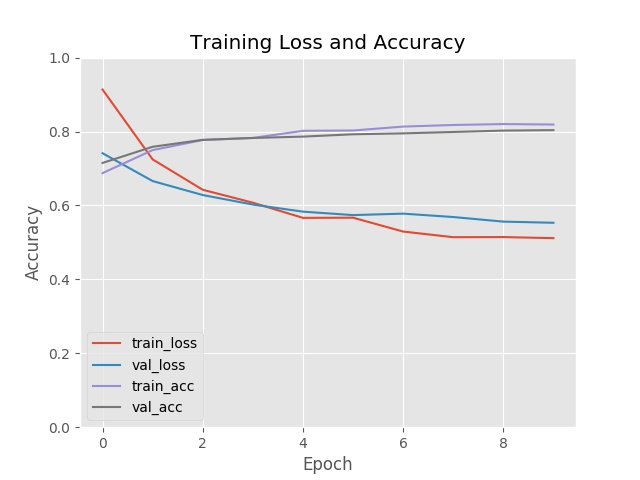 Training Loss and Accuracy
1.0
0.8
0.6
0.4
0.2
0.0
Accuracy
train_loss
val_loss
train_acc
val_acc
0 2 4 6 8
Epoch